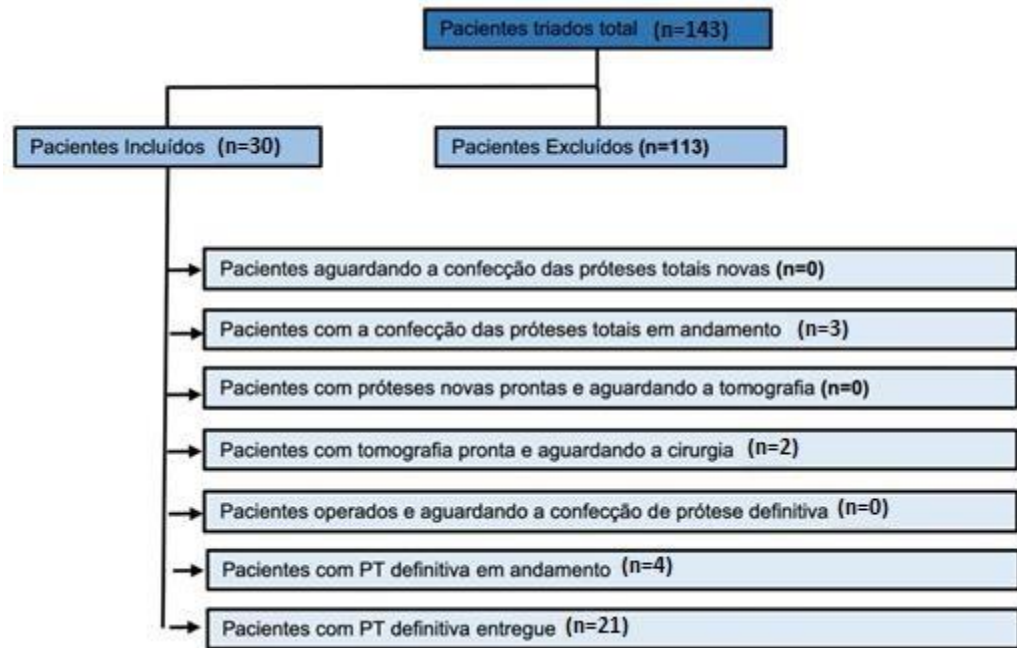 Pacientes triados total (n=143)
Pacientes Incluídos (n=30)
Pacientes Excluídos (n=113)
Pacientes aguardando a confecção das próteses totais novas (n=0)
Pacientes com a confecção das próteses totais em andamento (n=3)
Pacientes com próteses novas prontas e aguardando a tomografia (n=0)
Pacientes com tomografia pronta e aguardando a cirurgia (n=2)
Pacientes operados e aguardando a confecção de prótese definitiva (n=0)
Pacientes com PT definitiva em andamento (n=4)
Pacientes com PT definitiva entregue (n=21)